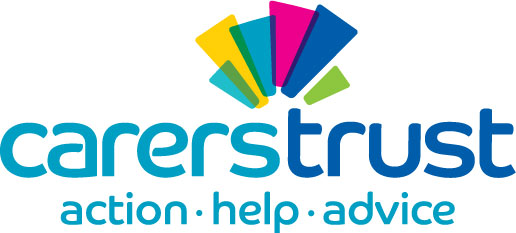 carerstrust
action · help · advice